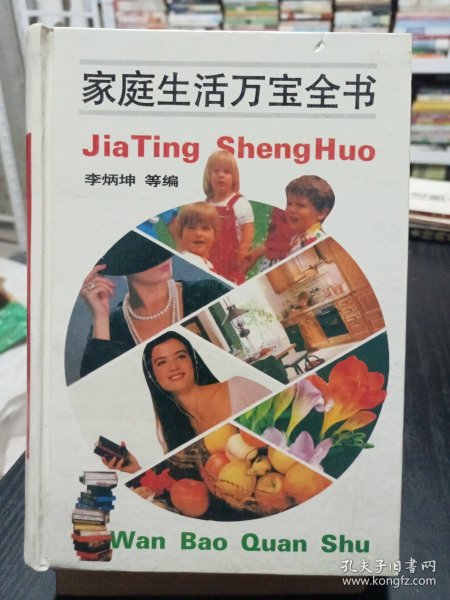 家庭生活万宝全书
JiaTing ShengHuo
李炳坤 等编
Wan Bao Quan Shu
孔夫子旧书网
www.kongfz.com